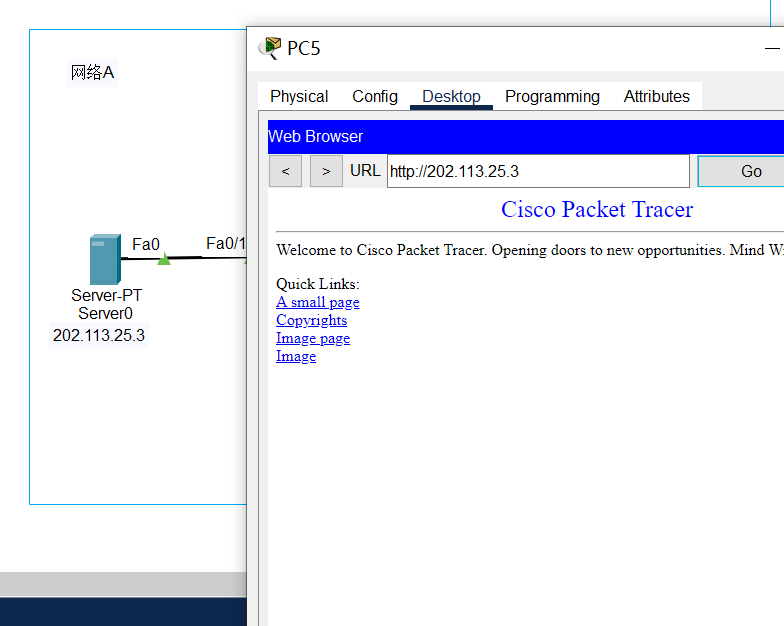 网络A
Fa0
Fa0/1
Server-PT
Server0
202.113.25.3
PC5
Physical
Config
Desktop
Programming
Attributes
Web Browser
<
>
URL
http://202.113.25.3
Go
Cisco Packet Tracer
Welcome to Cisco Packet Tracer. Opening doors to new opportunities. Mind W
Quick Links:
A small page
Copyrights
Image page
Image